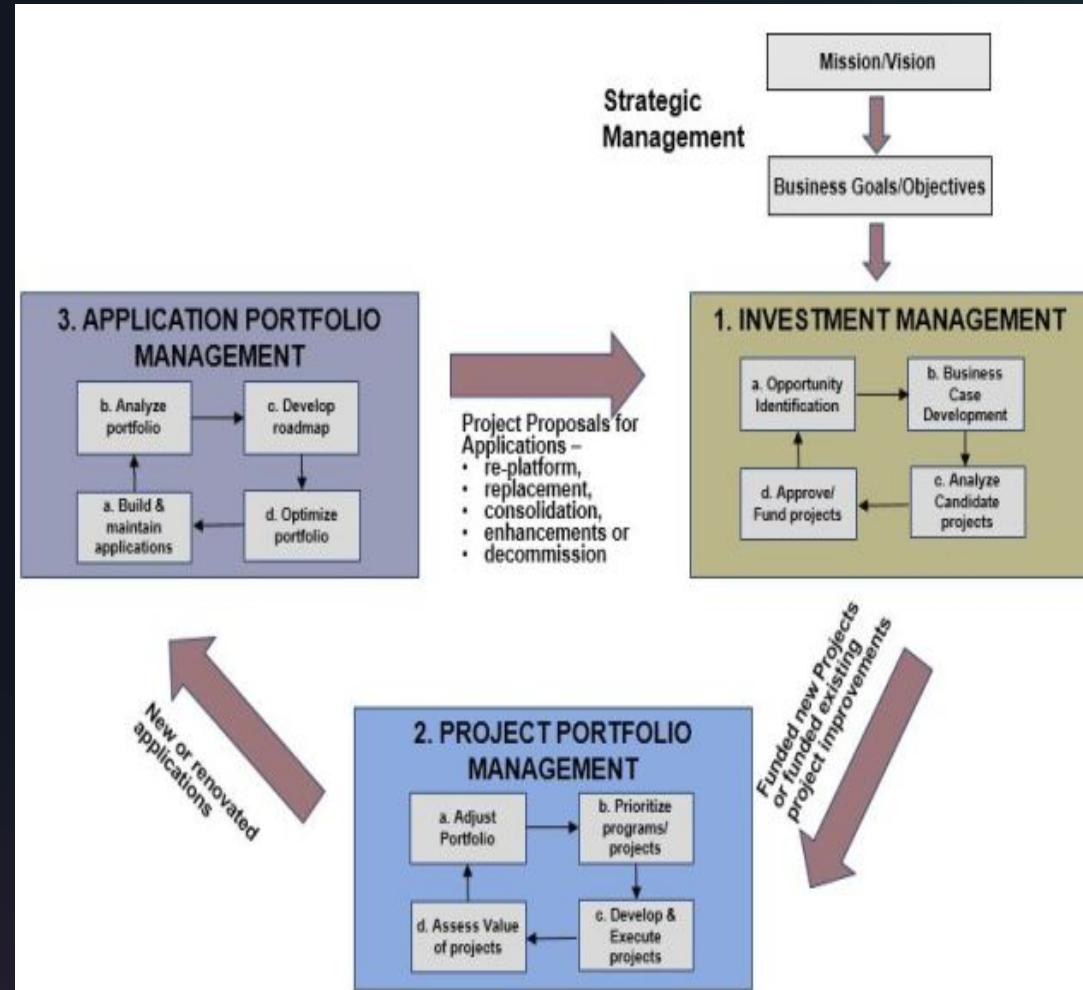 Mission/Vision
Strategic
Management
Business Goals/Objectives
3. APPLICATION PORTFOLIO
MANAGEMENT
b. Analyze
portfolio
c. Develop
roadmap
a. Build &
maintain
applications
d. Optimize
portfolio
Project Proposals for
Applications –
• re-platform,
• replacement,
• consolidation,
• enhancements or
• decommission
1. INVESTMENT MANAGEMENT
a. Opportunity
Identification
b. Business
Case
Development
d. Approve/
Fund projects
c. Analyze
Candidate
projects
Funded new Projects
or funded existing
project improvements
New or renovated
applications
2. PROJECT PORTFOLIO
MANAGEMENT
a. Adjust
Portfolio
b. Prioritize
programs/
projects
d. Assess Value
of projects
c. Develop &
Execute
projects